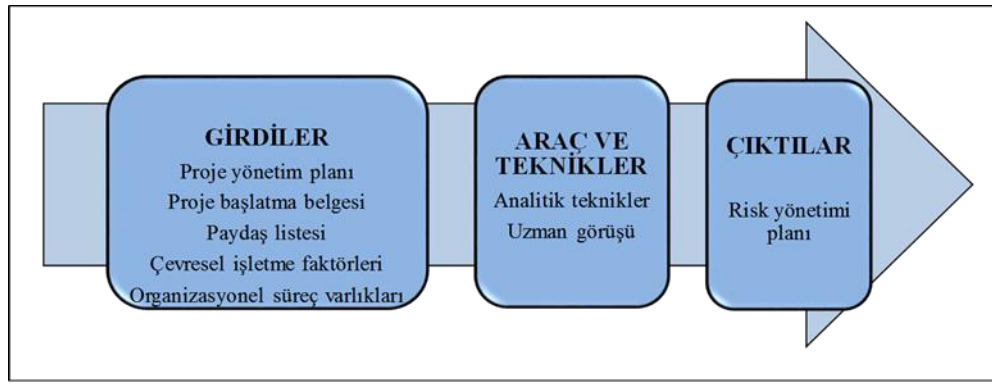 GİRDİLER
Proje yönetim planı
Proje başlatma belgesi
Paydaş listesi
Çevresel işletme faktörleri
Organizasyonel süreç varlıkları
ARAÇ VE
TEKNİKLER
Analitik teknikler
Uzman görüşü
ÇIKTILAR
Risk yönetimi
planı